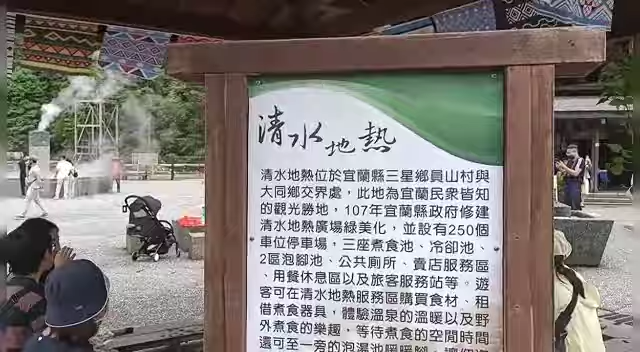 清水地熱
清水地熱位於宜蘭縣三星鄉員山村與
大同鄉交界處，此地為宜蘭民眾皆知
的觀光勝地，107年宜蘭縣政府修建
清水地熱廣場綠美化，並設有250個
車位停車場，三座煮食池、冷卻池、
2區泡腳池、公共廁所、賣店服務區
、用餐休息區以及旅客服務站等。遊
客可在清水地熱服務區購買食材、租
借煮食器具，體驗溫泉的溫暖以及野
外煮食的樂趣，等待煮食的空閒時間
還可至一旁的泡湯池暖暖腳，讓